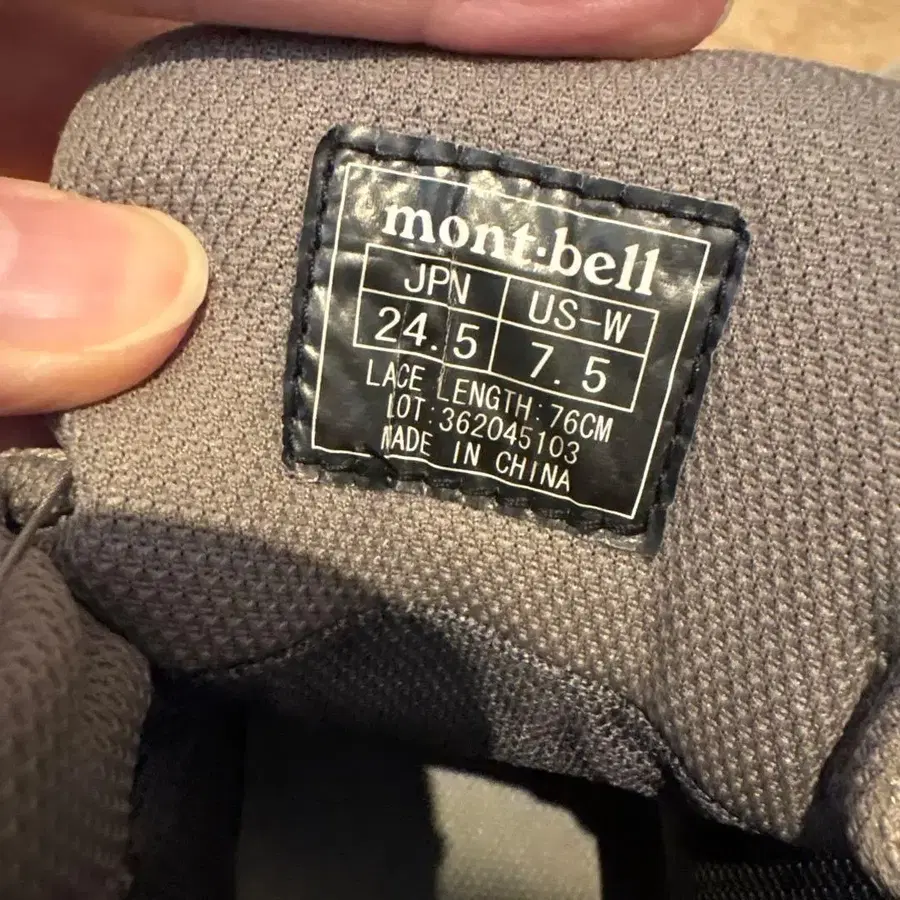 mont·bell
JPN US-W
24.5 7.5
LACE LENGTH:76CM
LOT:362045103
MADE IN CHINA